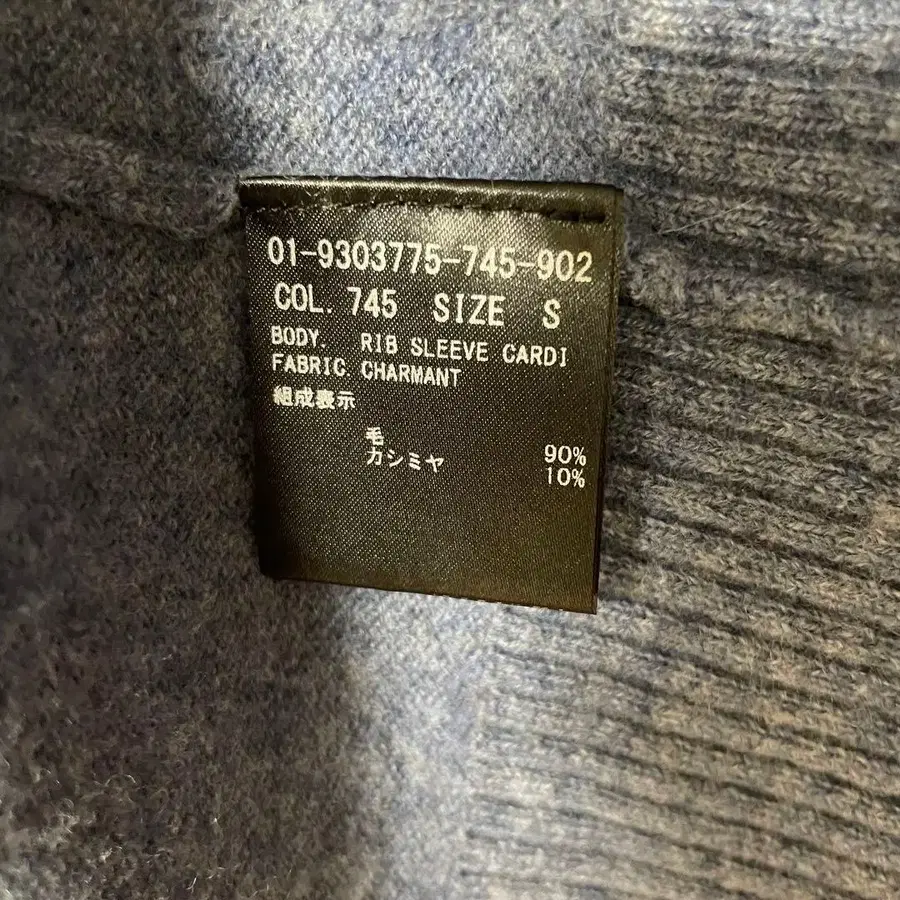 01-9303775-745-902
COL. 745 SIZE S
BODY. RIB SLEEVE CARDI
FABRIC CHARMANT
組成表示
毛 90%
カシミヤ 10%